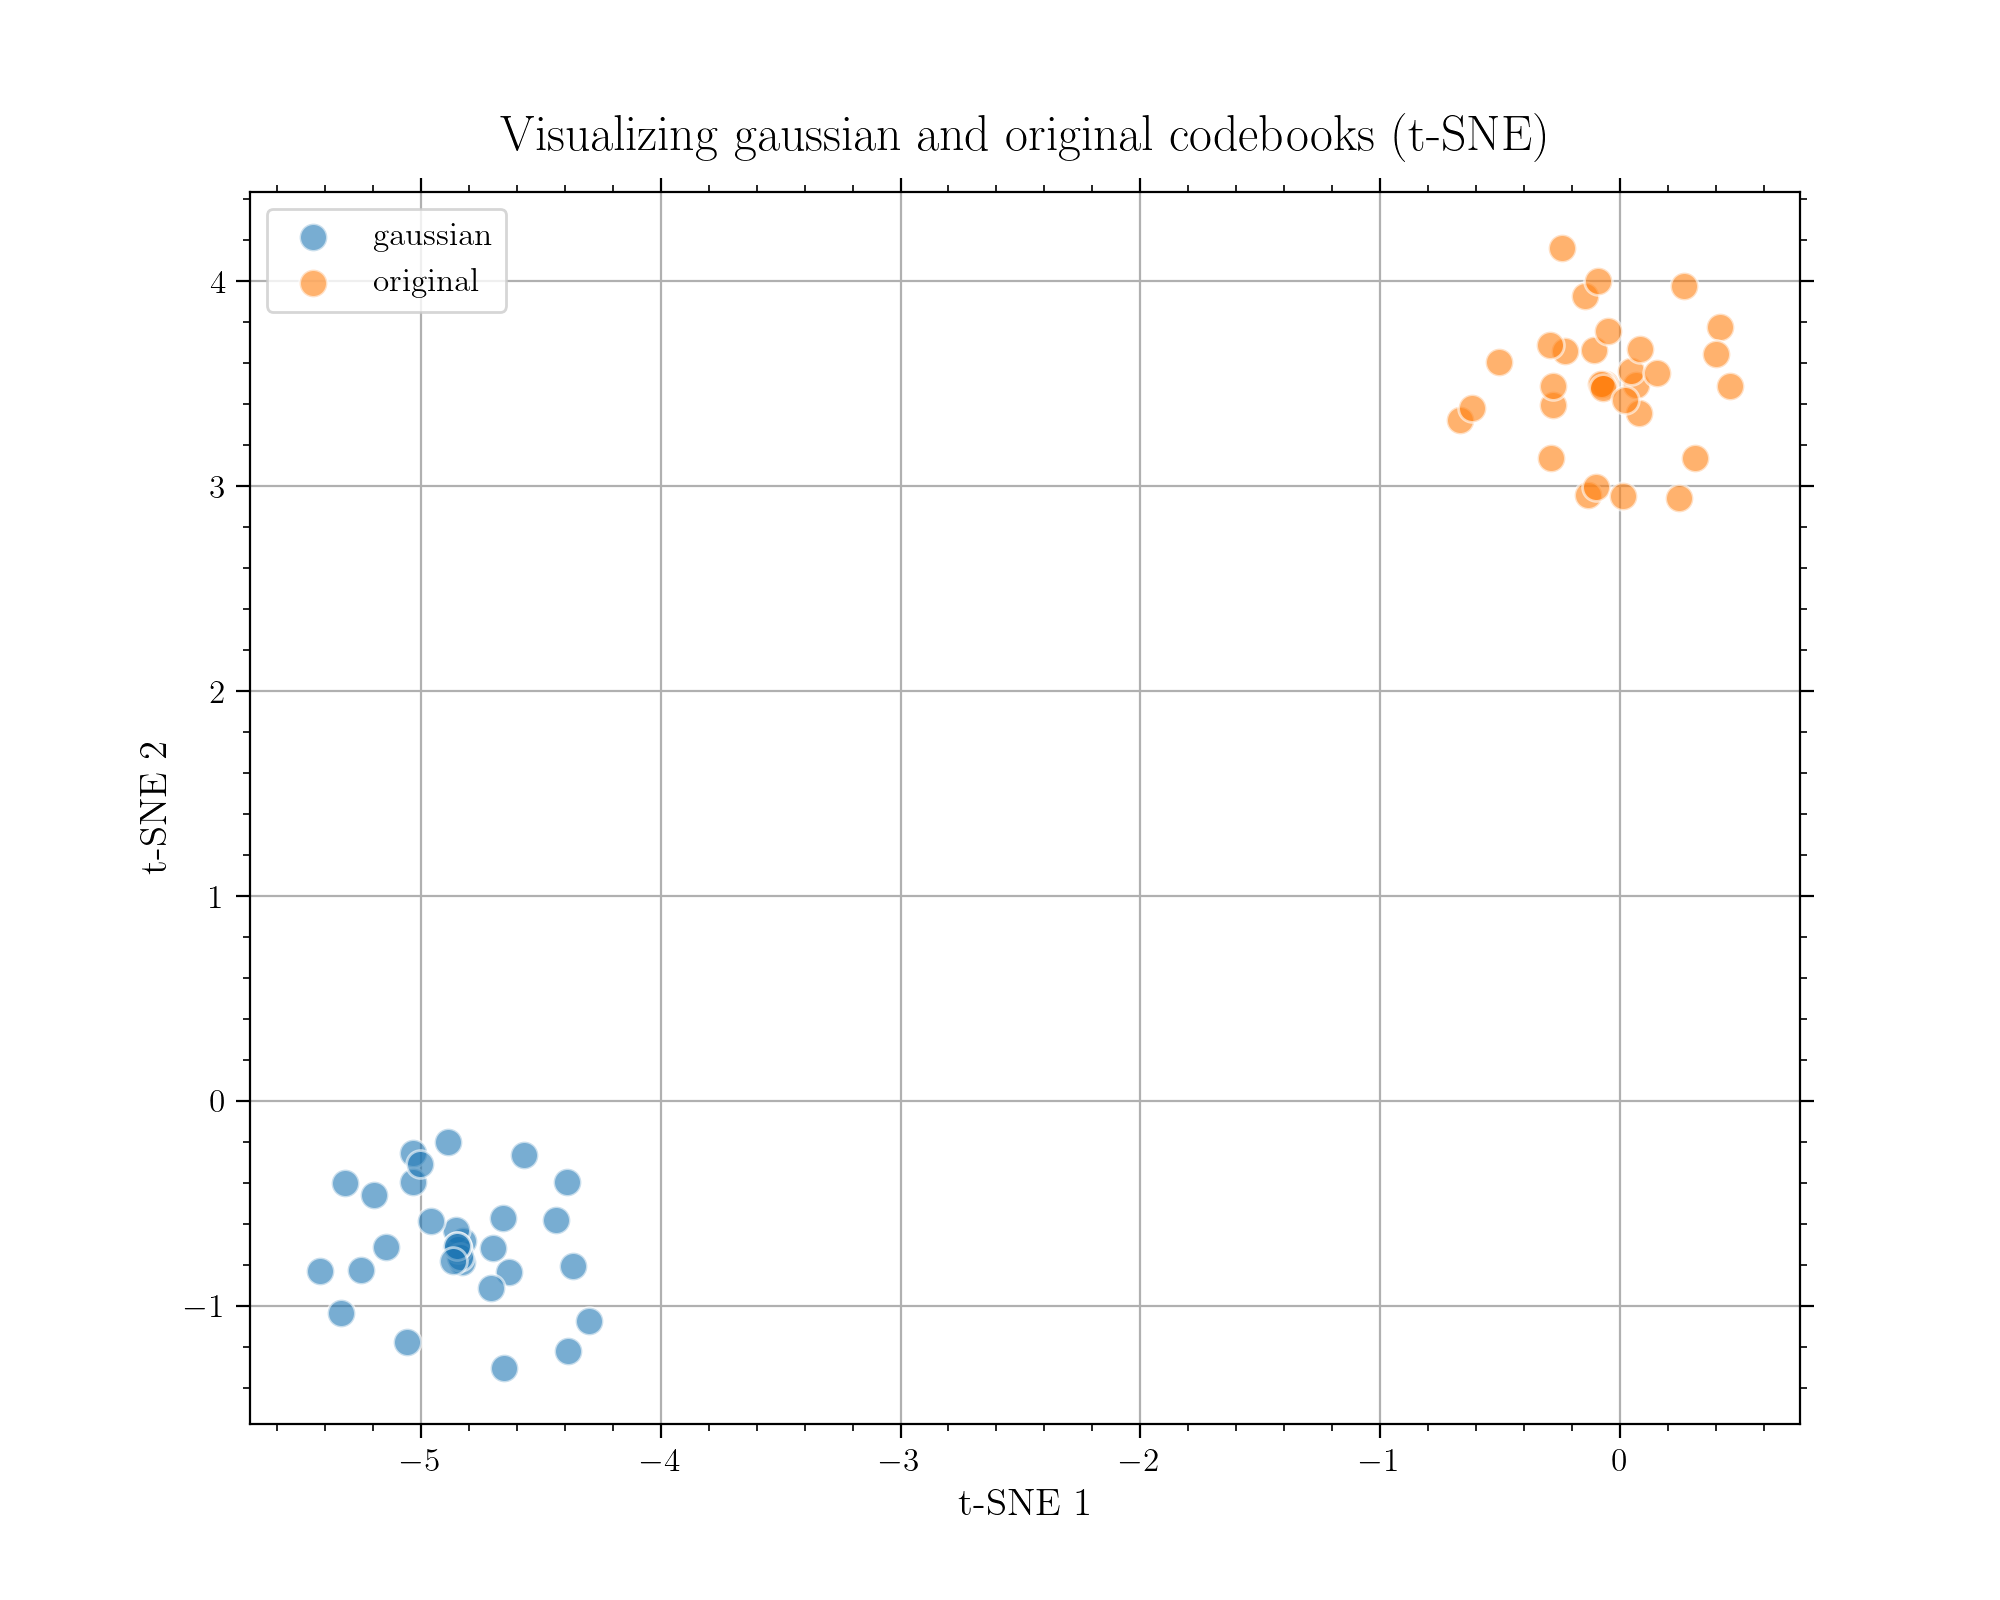 Visualizing gaussian and original codebooks (t-SNE)
gaussian
original
4
3
2
1
0
−1
t-SNE 2
−5
−4
−3
−2
−1
0
t-SNE 1